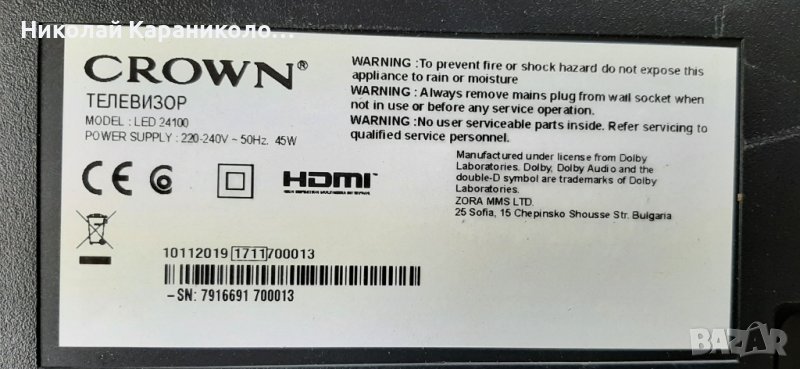 Николай Караниколо...
CROWN®
ТЕЛЕВИЗОР
MODEL : LED 24100
POWER SUPPLY : 220-240V ~ 50Hz. 45W
WARNING :To prevent fire or shock hazard do not expose this
appliance to rain or moisture
WARNING : Always remove mains plug from wall socket when
not in use or before any service operation.
WARNING :No user serviceable parts inside. Refer servicing to
qualified service personnel.
CE
HDMI
Manufactured under license from Dolby
Laboratories. Dolby, Dolby Audio and the
double-D symbol are trademarks of Dolby
Laboratories.
ZORA MMS LTD.
25 Sofia, 15 Chepinsko Shousse Str. Bulgaria
10112019 1711 700013
–SN: 7916691 700013
BAZAR